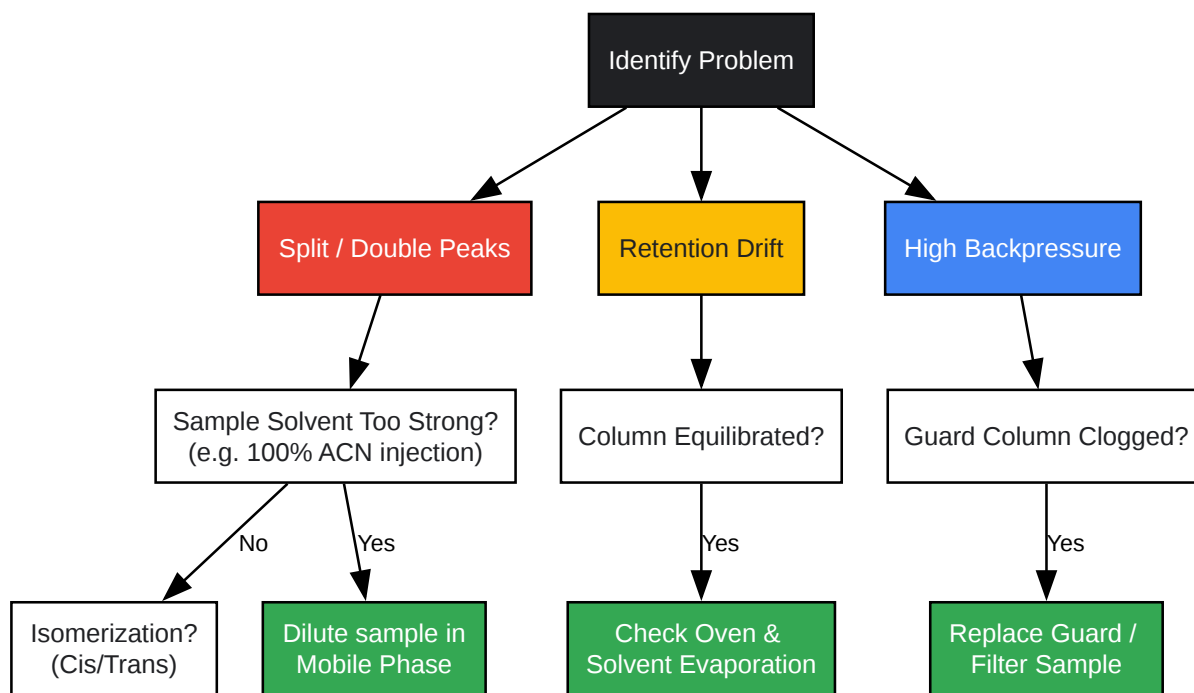 Identify Problem
Split / Double Peaks
Retention Drift
High Backpressure
Sample Solvent Too Strong?
(e.g. 100% ACN injection)
Column Equilibrated?
Guard Column Clogged?
No
Yes
Yes
Yes
Isomerization?
(Cis/Trans)
Dilute sample in
Mobile Phase
Check Oven &
Solvent Evaporation
Replace Guard /
Filter Sample